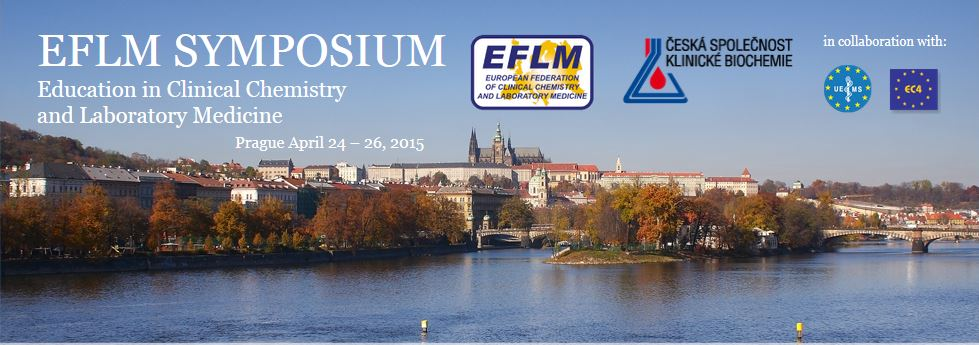 EFLM SYMPOSIUM
Education in Clinical Chemistry
and Laboratory Medicine
Prague April 24 – 26, 2015
EFLM
EUROPEAN FEDERATION
OF CLINICAL CHEMISTRY
AND LABORATORY MEDICINE
ČESKÁ SPOLEČNOST
KLINICKÉ BIOCHEMIE
in collaboration with:
UEMS
EC4